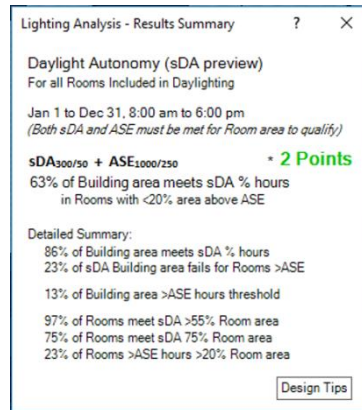 Lighting Analysis - Results Summary ? ×
Daylight Autonomy (sDA preview)
For all Rooms Included in Daylighting
Jan 1 to Dec 31, 8:00 am to 6:00 pm
(Both sDA and ASE must be met for Room area to qualify)
sDA300/50 + ASE1000/250 * 2 Points
63% of Building area meets sDA % hours
in Rooms with <20% area above ASE
Detailed Summary:
86% of Building area meets sDA % hours
23% of sDA Building area fails for Rooms >ASE
13% of Building area >ASE hours threshold
97% of Rooms meet sDA >55% Room area
75% of Rooms meet sDA 75% Room area
23% of Rooms >ASE hours >20% Room area
Design Tips